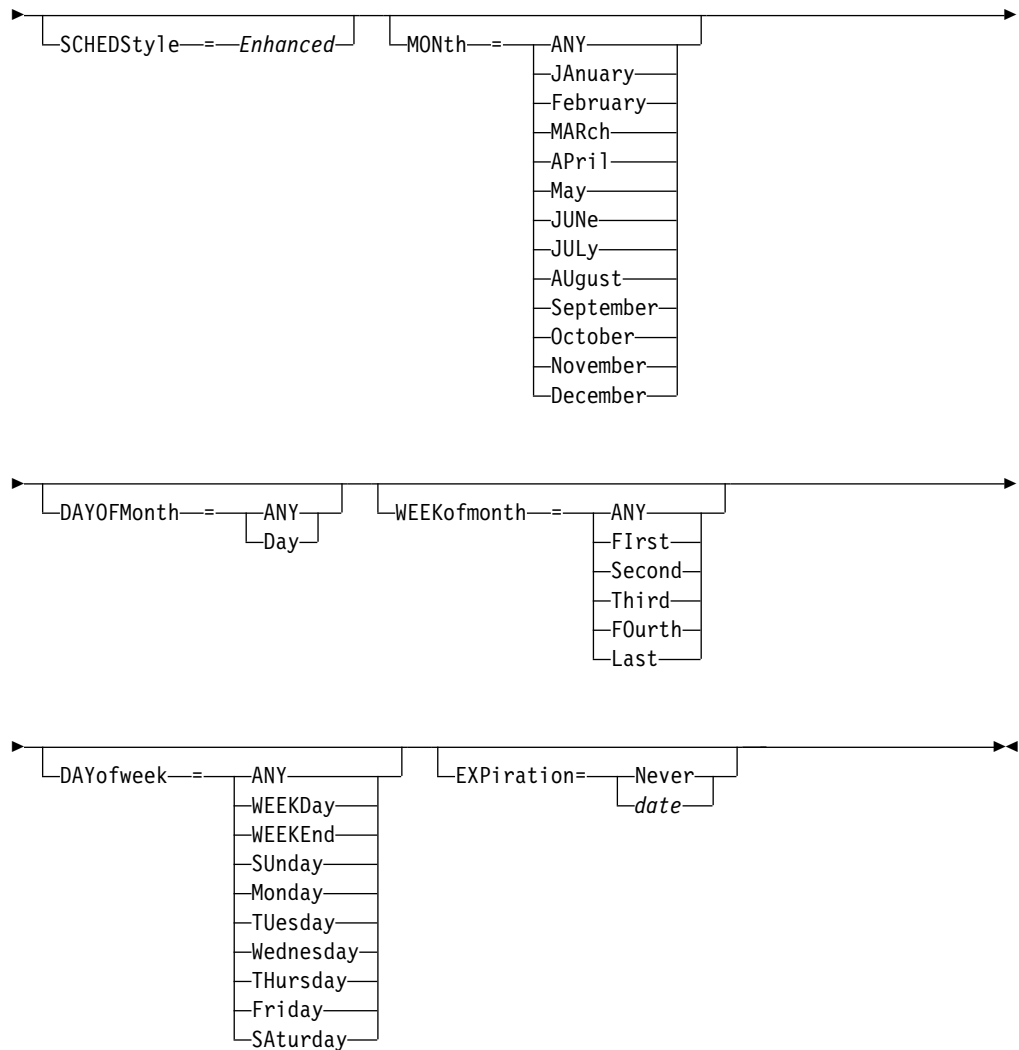 SCHEDStyle = Enhanced MONth = ANY
JAnuary
February
MARch
APril
May
JUNe
JULy
AUgust
September
October
November
December
DAYOFMonth = ANY WEEKofmonth = ANY
Day FIrst
Second
Third
FOurth
Last
DAYofweek = ANY EXPiration= Never
WEEKDay date
WEEKEnd
SUnday
Monday
TUesday
Wednesday
THursday
Friday
SAturday